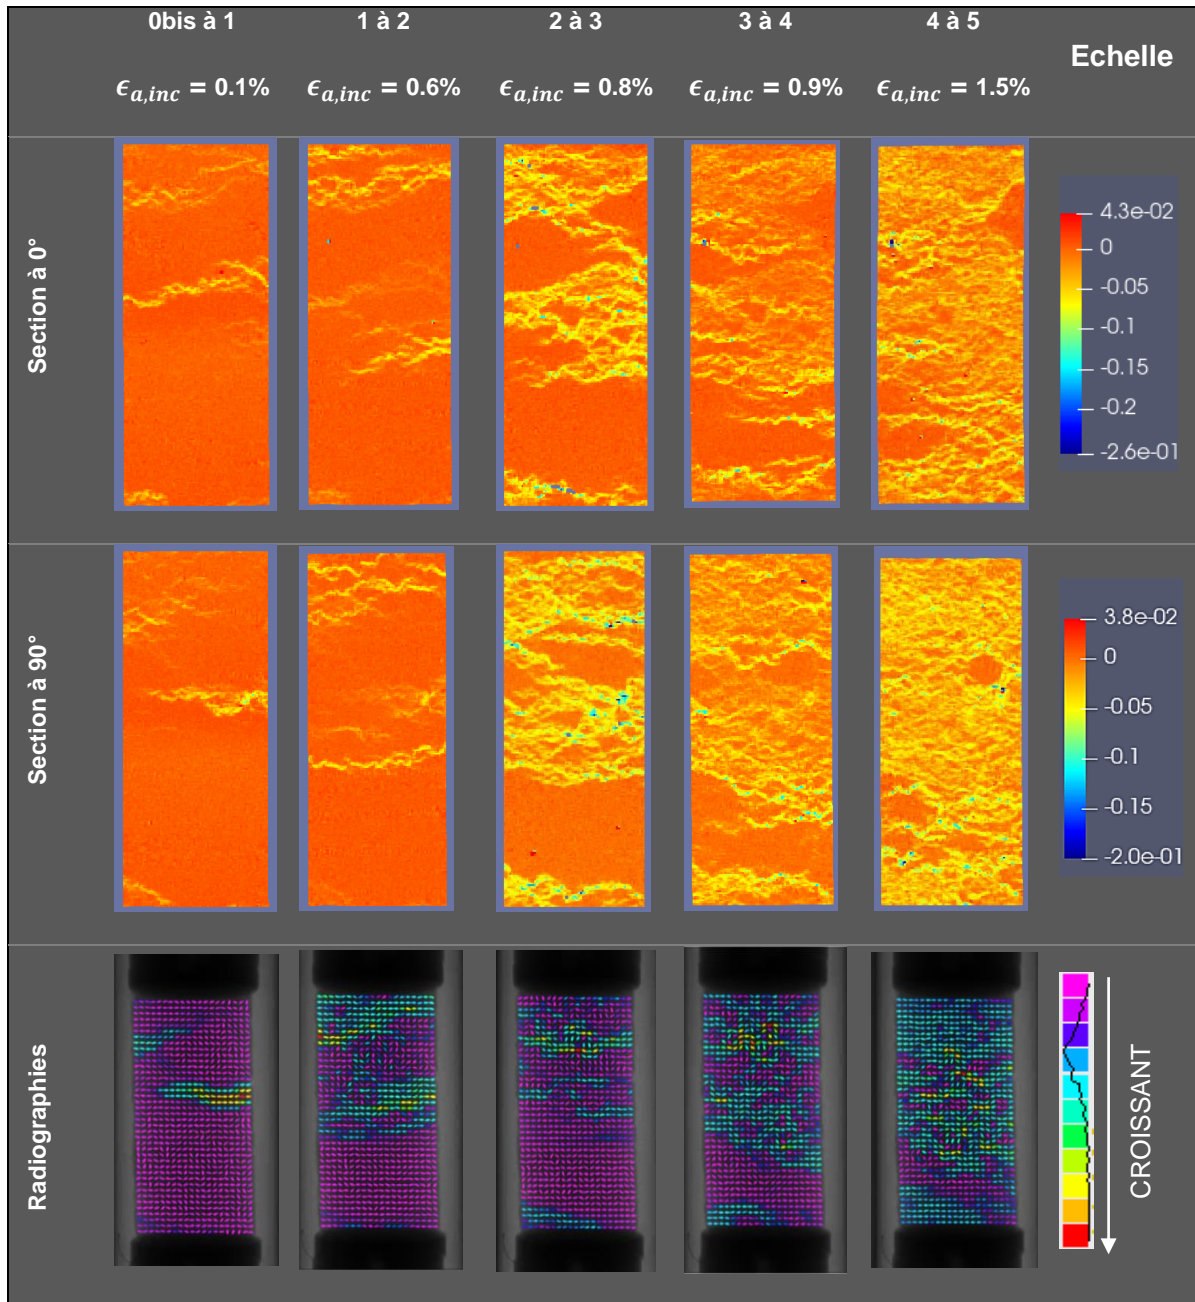 0bis à 1
1 à 2
2 à 3
3 à 4
4 à 5
Echelle
ϵa,inc = 0.1%
ϵa,inc = 0.6%
ϵa,inc = 0.8%
ϵa,inc = 0.9%
ϵa,inc = 1.5%
Section à 0°
4.3e-02
0
-0.05
-0.1
-0.15
-0.2
-2.6e-01
Section à 90°
3.8e-02
0
-0.05
-0.1
-0.15
-2.0e-01
Radiographies
CROISSANT